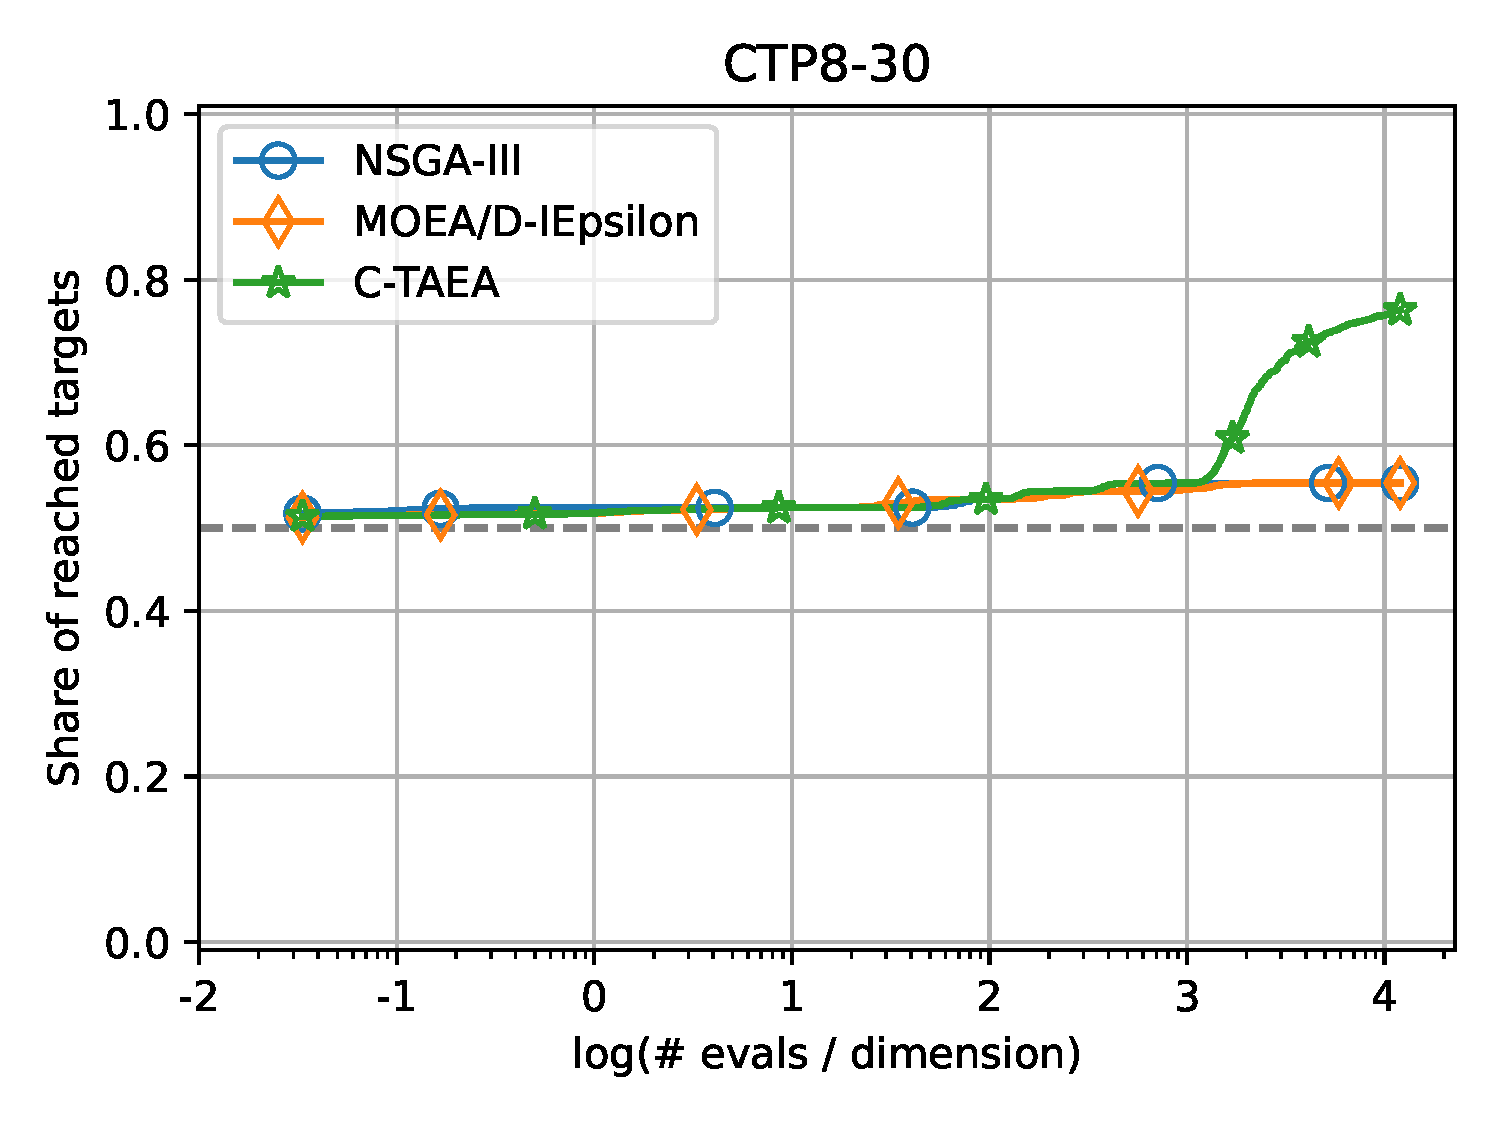 CTP8-30
1.0
0.8
0.6
0.4
0.2
0.0
Share of reached targets
NSGA-III
MOEA/D-IEpsilon
C-TAEA
-2 -1 0 1 2 3 4
log(# evals / dimension)